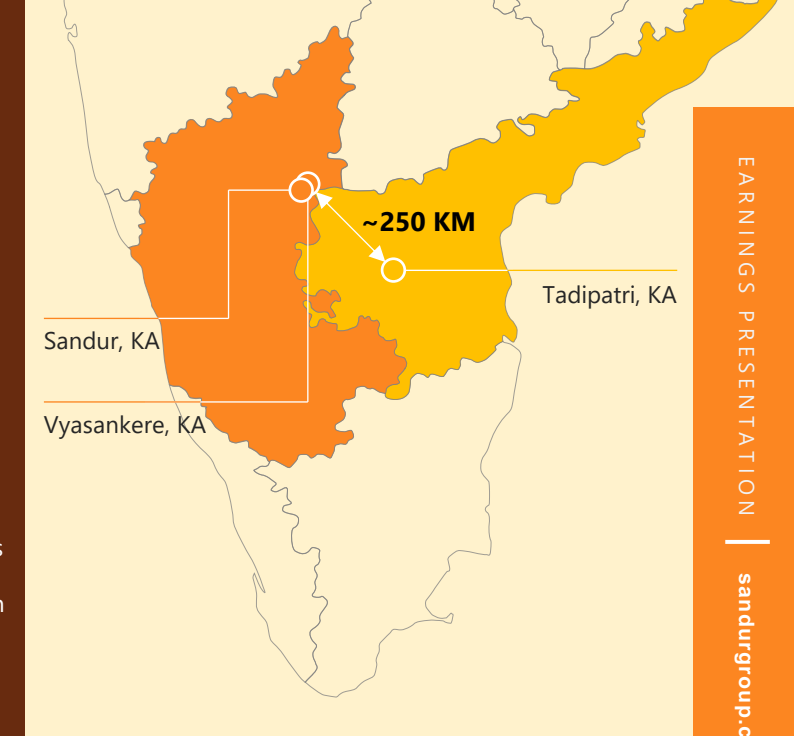 ~250 KM
Tadipatri, KA
Sandur, KA
Vyasankere, KA
EARNINGS PRESENTATION
sandurgroup.c